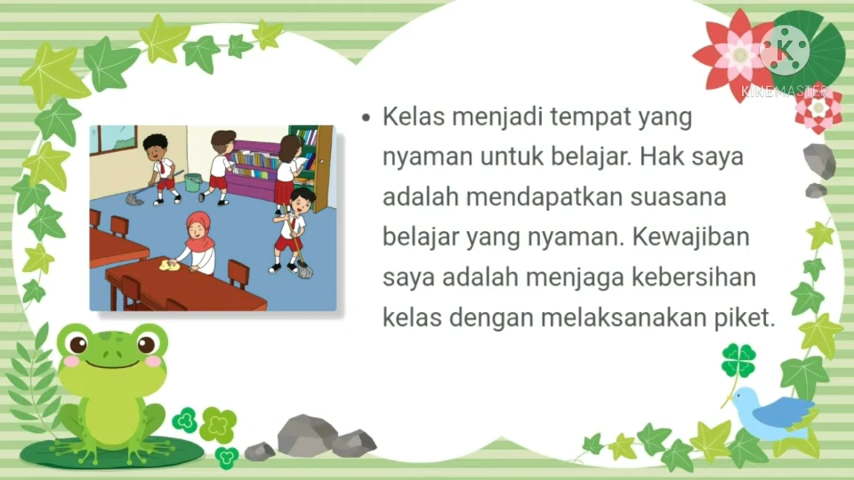 KINEMASTER
• Kelas menjadi tempat yang
nyaman untuk belajar. Hak saya
adalah mendapatkan suasana
belajar yang nyaman. Kewajiban
saya adalah menjaga kebersihan
kelas dengan melaksanakan piket.